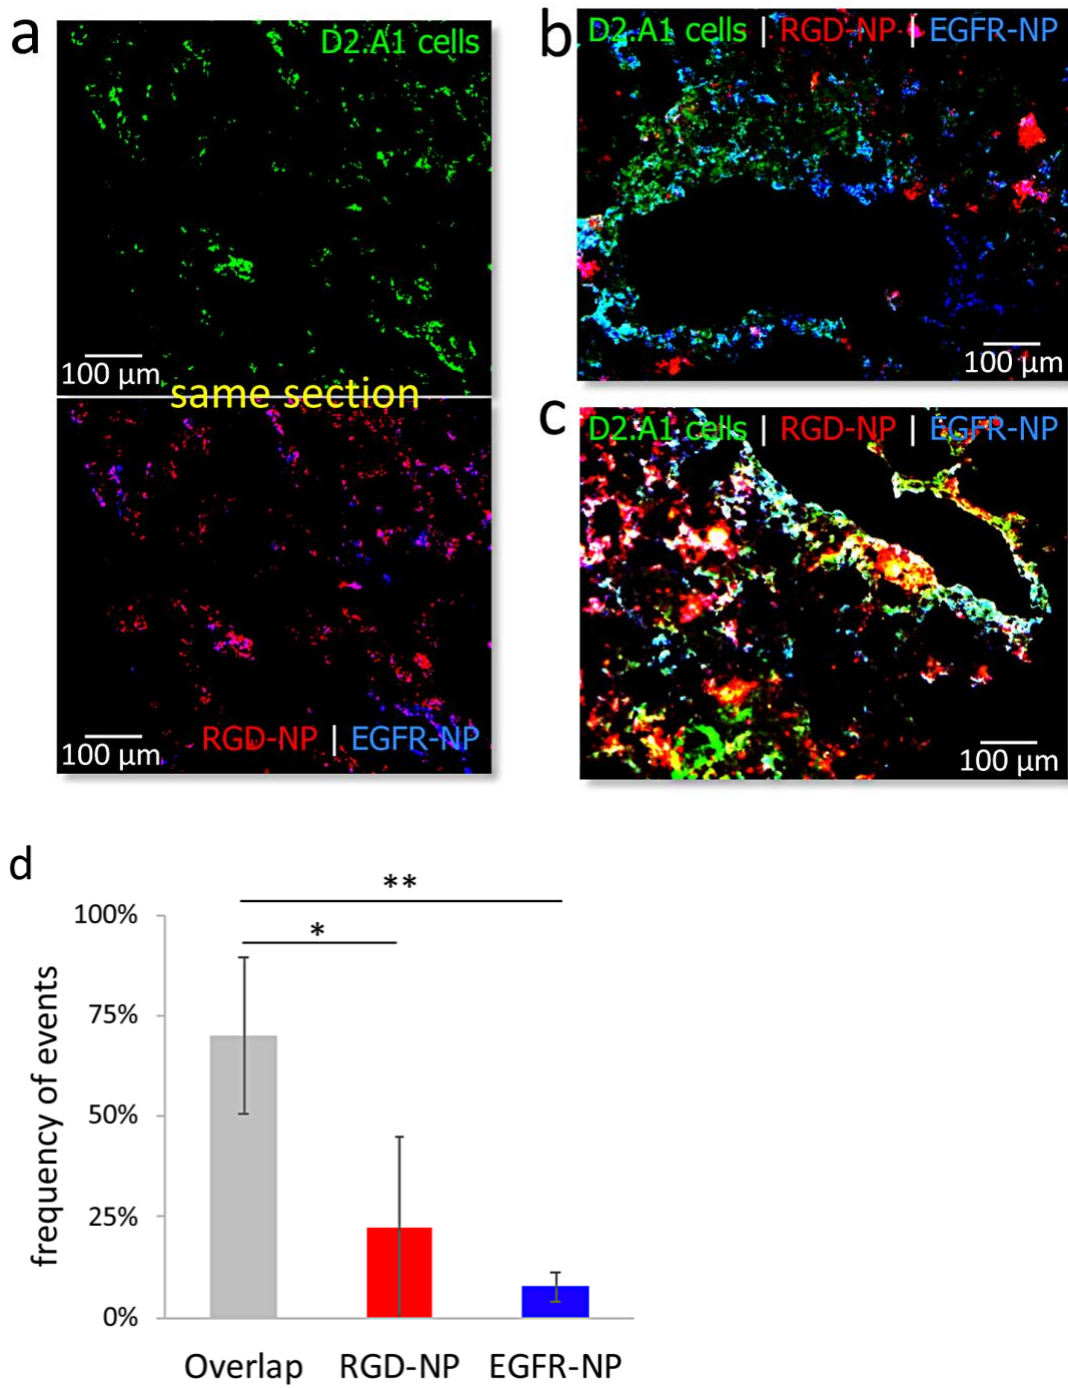 a
D2.A1 cells
100 µm
same section
100 µm
RGD-NP | EGFR-NP
b
D2.A1 cells | RGD-NP | EGFR-NP
100 µm
c
D2.A1 cells | RGD-NP | EGFR-NP
100 µm
d
**
*
100%
75%
50%
25%
0%
frequency of events
Overlap RGD-NP EGFR-NP